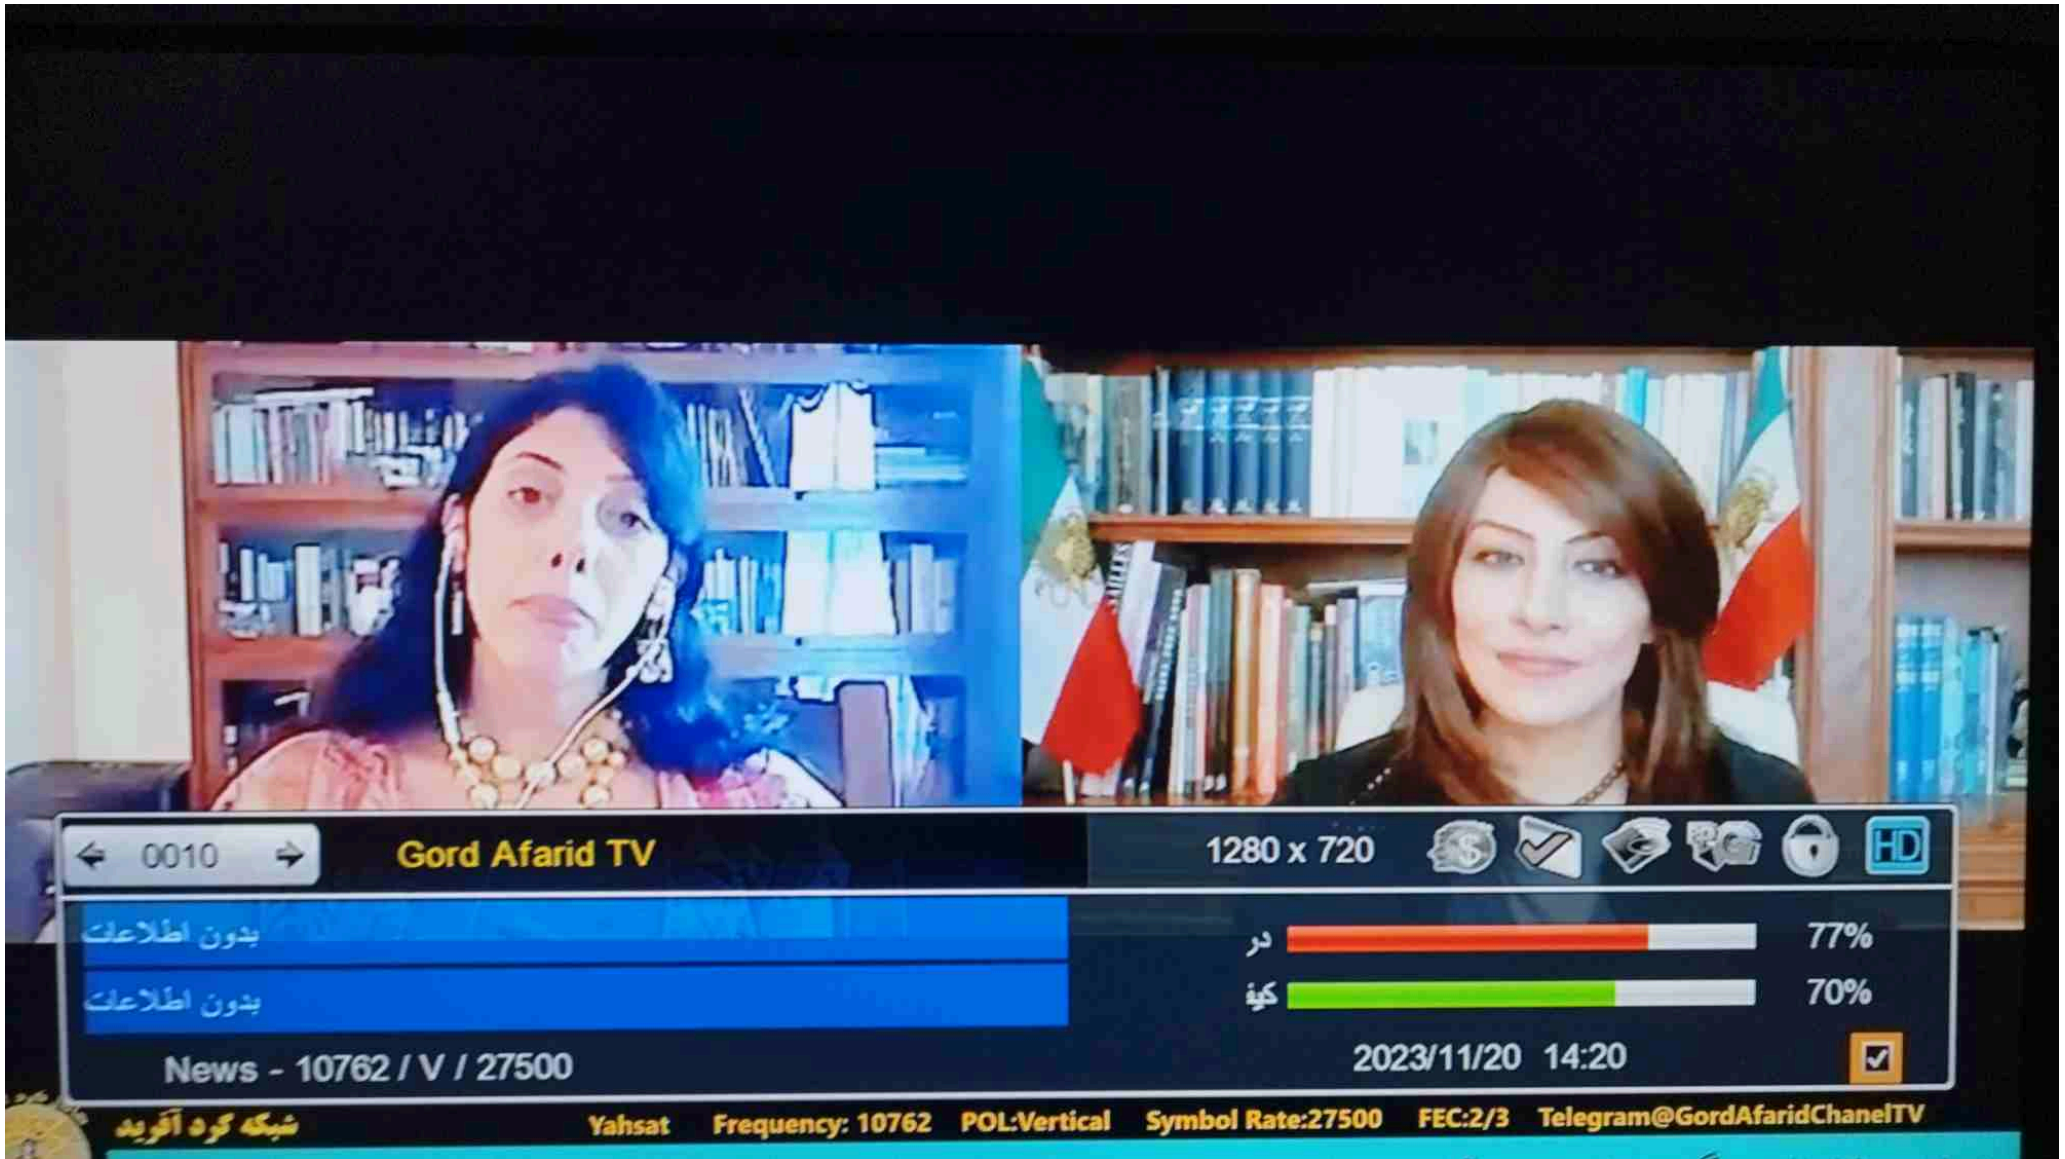 0010
Gord Afarid TV
1280 x 720
HD
بدون اطلاعات
در
77%
بدون اطلاعات
کیف
70%
News - 10762 / V / 27500
2023/11/20 14:20
شبکه گرد آفرید
Yahsat Frequency: 10762 POL:Vertical Symbol Rate:27500 FEC:2/3 Telegram@GordAfaridChanelTV